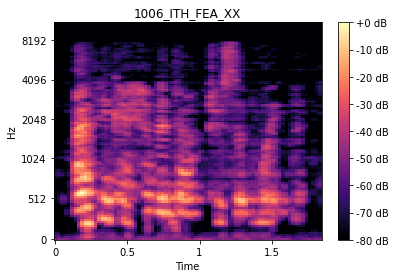 1006_ITH_FEA_XX
8192
4096
2048
1024
512
0
Hz
0
0.5
1
1.5
Time
+0 dB
-10 dB
-20 dB
-30 dB
-40 dB
-50 dB
-60 dB
-70 dB
-80 dB